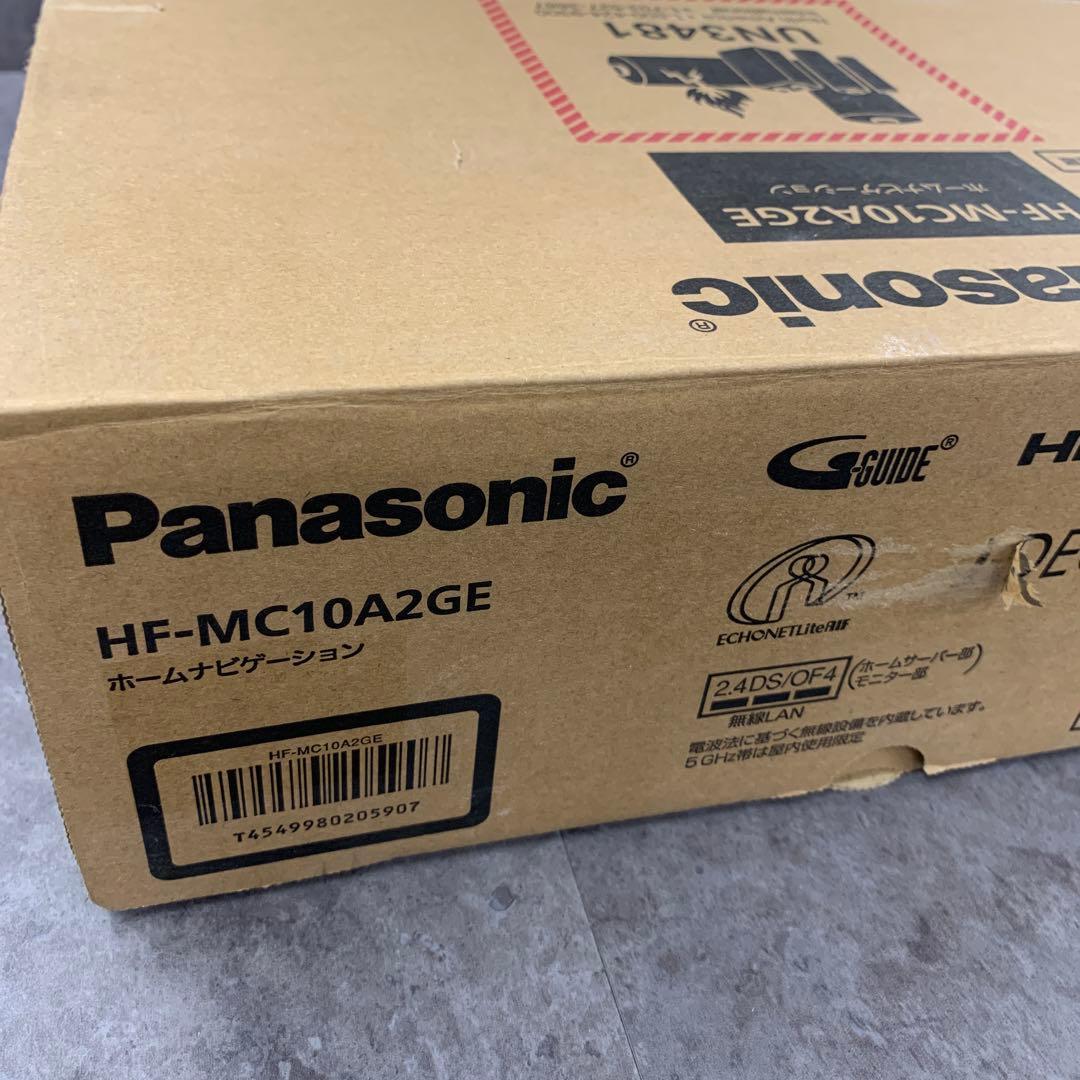 UN3481
HF-MC10A2GE
ホームナビゲーション
Panasonic®
G-GUIDE®
HF-MC10A2GE
ホームナビゲーション
ECHONETLiteAIF™
2.4DS/OF4
(ホームサーバー部
モニター部)
無線LAN
電波法に基づく無線設備を内蔵しています。
5GHz帯は屋内使用限定
HF-MC10A2GE
T4549980205907